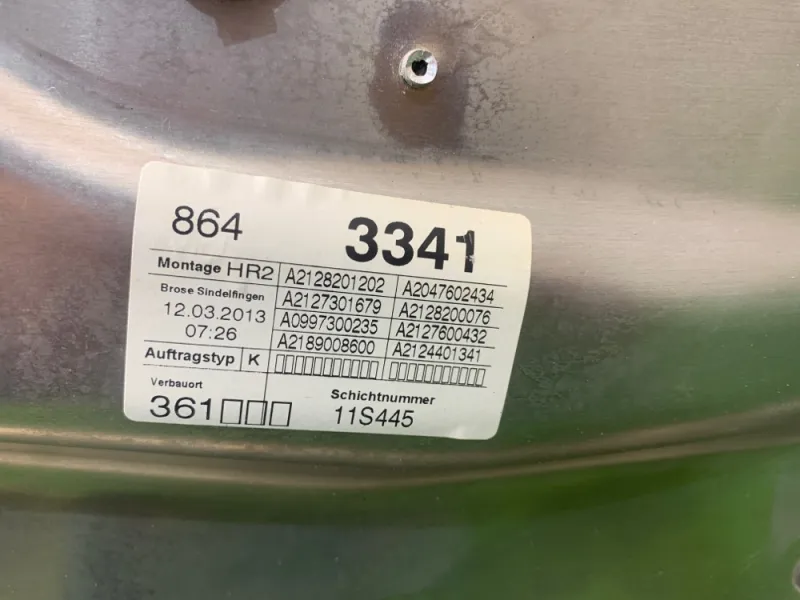 864 3341
Montage HR2 A2128201202 A2047602434
Brose Sindelfingen A2127301679 A2128200076
12.03.2013 A0997300235 A2127600432
07:26 A2189008600 A2124401341
Auftragstyp K □□□□□□□□□□□ □□□□□□□□□□□
Verbauort Schichtnummer
361□□□ 11S445